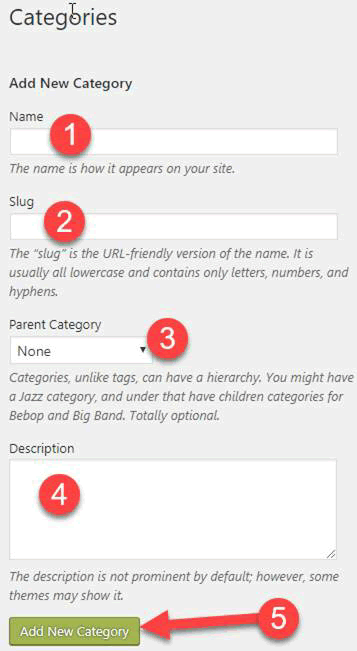 Categories
Add New Category
Name
1
The name is how it appears on your site.
Slug
2
The “slug” is the URL-friendly version of the name. It is
usually all lowercase and contains only letters, numbers, and
hyphens.
Parent Category
3
None
Categories, unlike tags, can have a hierarchy. You might have
a Jazz category, and under that have children categories for
Bebop and Big Band. Totally optional.
Description
4
The description is not prominent by default; however, some
themes may show it.
5
Add New Category